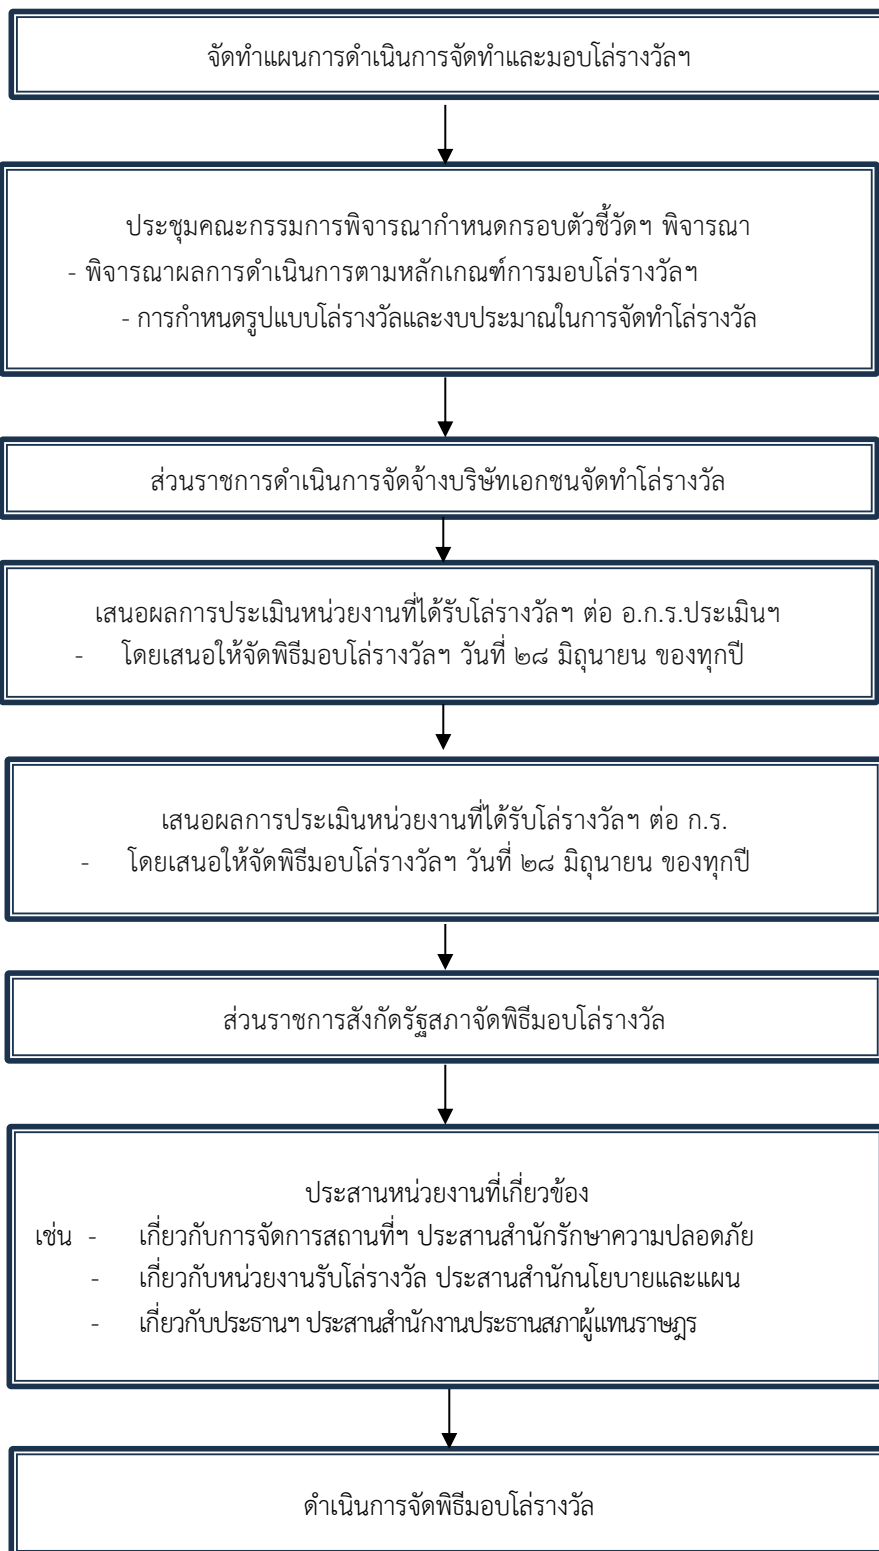 จัดทำแผนการดำเนินการจัดทำและมอบโล่รางวัลฯ
ประชุมคณะกรรมการพิจารณากำหนดกรอบตัวชี้วัดฯ พิจารณา
- พิจารณาผลการดำเนินการตามหลักเกณฑ์การมอบโล่รางวัลฯ
- การกำหนดรูปแบบโล่รางวัลและงบประมาณในการจัดทำโล่รางวัล
ส่วนราชการดำเนินการจัดจ้างบริษัทเอกชนจัดทำโล่รางวัล
เสนอผลการประเมินหน่วยงานที่ได้รับโล่รางวัลฯ ต่อ อ.ก.ร.ประเมินฯ
- โดยเสนอให้จัดพิธีมอบโล่รางวัลฯ วันที่ ๒๘ มิถุนายน ของทุกปี
เสนอผลการประเมินหน่วยงานที่ได้รับโล่รางวัลฯ ต่อ ก.ร.
- โดยเสนอให้จัดพิธีมอบโล่รางวัลฯ วันที่ ๒๘ มิถุนายน ของทุกปี
ส่วนราชการสังกัดรัฐสภาจัดพิธีมอบโล่รางวัล
ประสานหน่วยงานที่เกี่ยวข้อง
เช่น - เกี่ยวกับการจัดการสถานที่ฯ ประสานสำนักรักษาความปลอดภัย
- เกี่ยวกับหน่วยงานรับโล่รางวัล ประสานสำนักนโยบายและแผน
- เกี่ยวกับประธานฯ ประสานสำนักงานประธานสภาผู้แทนราษฎร
ดำเนินการจัดพิธีมอบโล่รางวัล